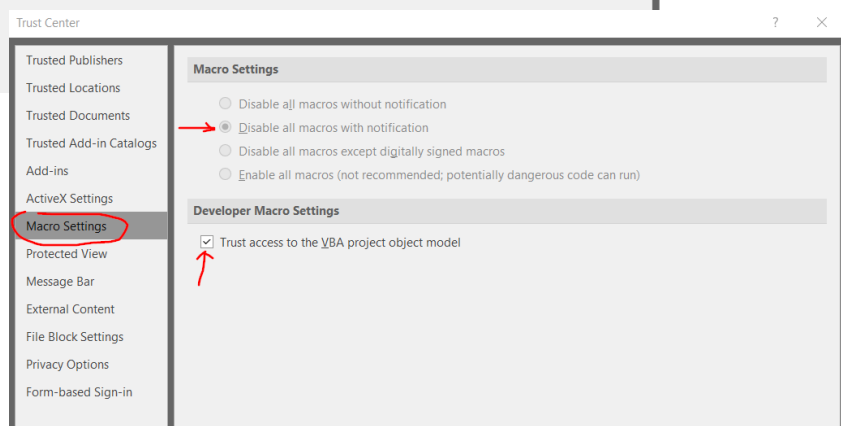 Trust Center ? ×
Trusted Publishers
Trusted Locations
Trusted Documents
Trusted Add-in Catalogs
Add-ins
ActiveX Settings
Macro Settings
Protected View
Message Bar
External Content
File Block Settings
Privacy Options
Form-based Sign-in
Macro Settings
Disable all macros without notification
Disable all macros with notification
Disable all macros except digitally signed macros
Enable all macros (not recommended; potentially dangerous code can run)
Developer Macro Settings
Trust access to the VBA project object model